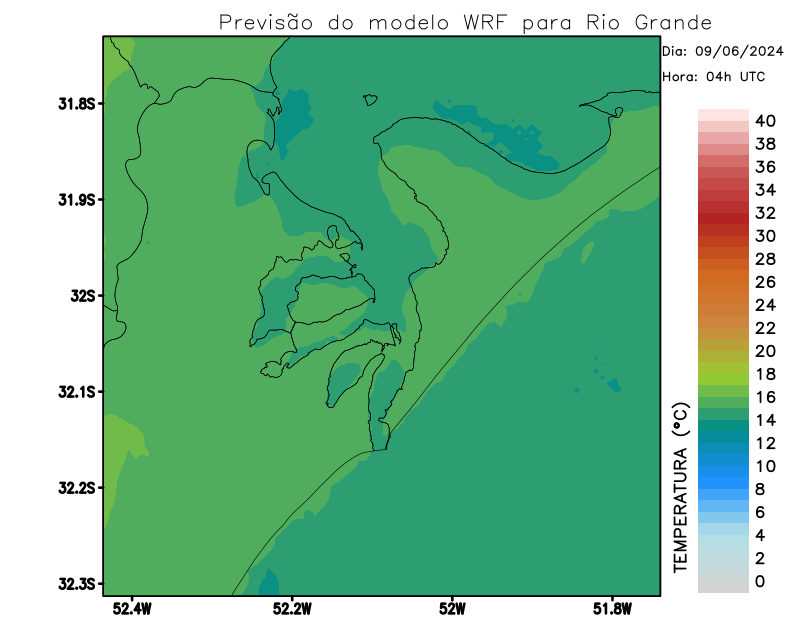 Previsão do modelo WRF para Rio Grande
Dia: 09/06/2024
Hora: 04h UTC
31.8S
31.9S
32S
32.1S
32.2S
32.3S
52.4W
52.2W
52W
51.8W
TEMPERATURA (°C)
40
38
36
34
32
30
28
26
24
22
20
18
16
14
12
10
8
6
4
2
0